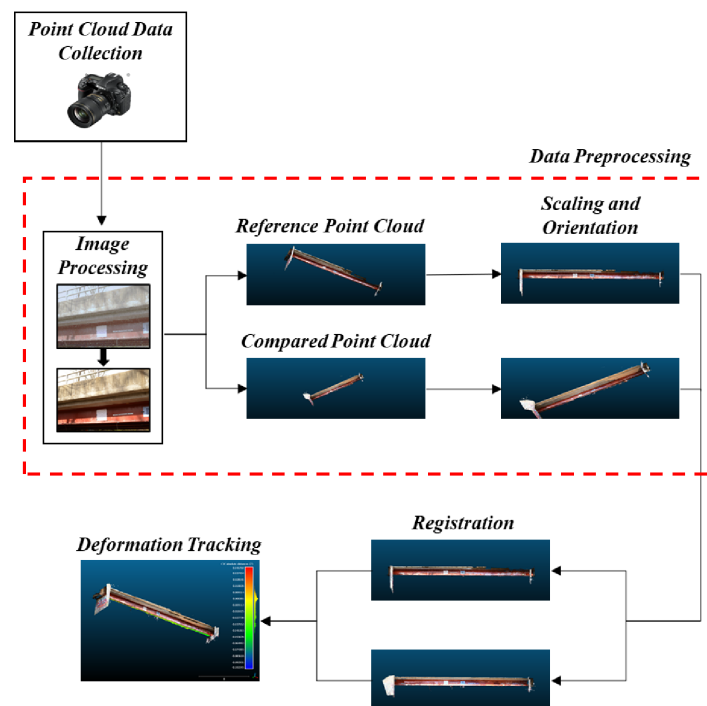 Point Cloud Data
Collection
Data Preprocessing
Image
Processing
Reference Point Cloud
Scaling and
Orientation
Compared Point Cloud
Registration
Deformation Tracking